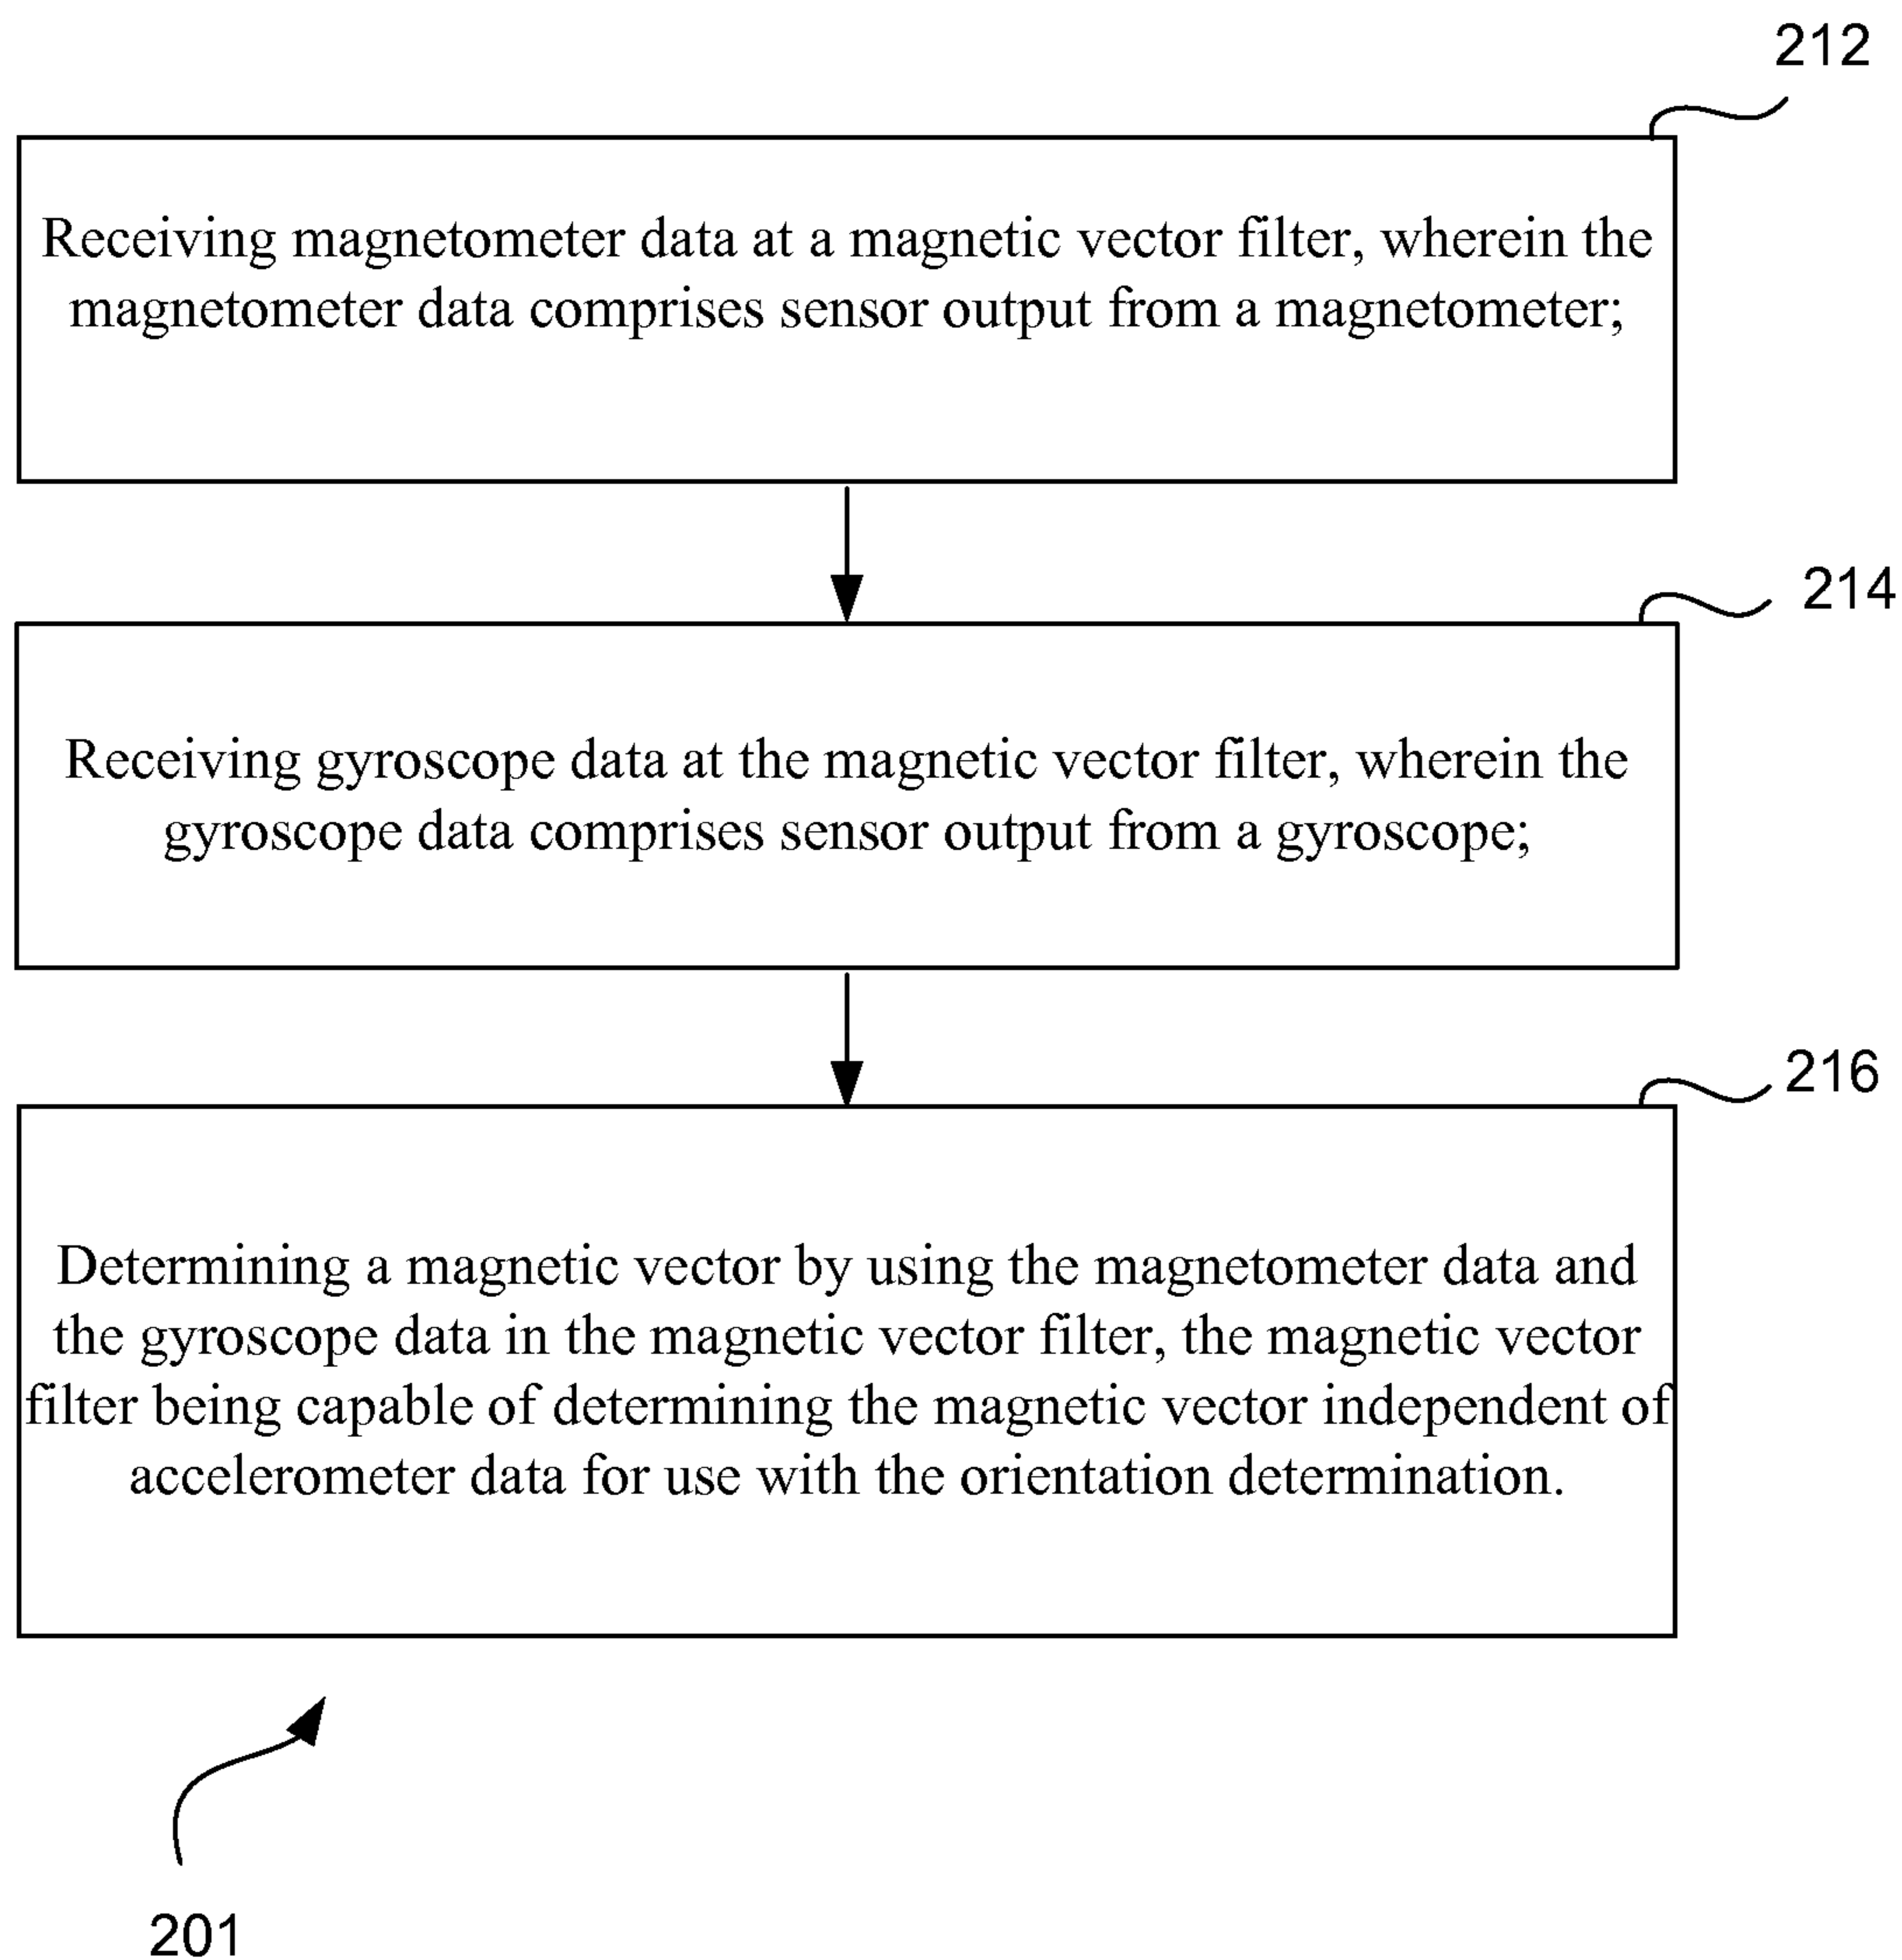 212
Receiving magnetometer data at a magnetic vector filter, wherein the
magnetometer data comprises sensor output from a magnetometer;
214
Receiving gyroscope data at the magnetic vector filter, wherein the
gyroscope data comprises sensor output from a gyroscope;
216
Determining a magnetic vector by using the magnetometer data and
the gyroscope data in the magnetic vector filter, the magnetic vector
filter being capable of determining the magnetic vector independent of
accelerometer data for use with the orientation determination.
201